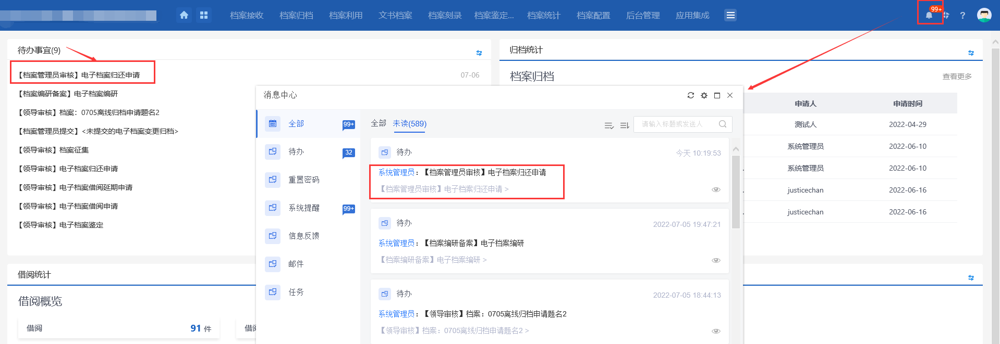 档案接收 档案归档 档案利用 文书档案 档案刻录 档案鉴定... 档案统计 档案配置 后台管理 应用集成 99+ ?
待办事宜(9)
【档案管理员审核】电子档案归还申请 07-06
【档案编研备案】电子档案编研
【领导审核】档案：0705离线归档申请题名2
【档案管理员提交】<未提交的电子档案变更归档>
【领导审核】档案征集
【领导审核】电子档案归还申请
【领导审核】电子档案借阅延期申请
【领导审核】电子档案借阅申请
【领导审核】电子档案鉴定
借阅统计
借阅概览
借阅 91 件
借阅
归档统计
档案归档 查看更多
申请人 申请时间
测试人 2022-04-29
系统管理员 2022-06-10
系统管理员 2022-06-10
justicechan 2022-06-16
justicechan 2022-06-16
消息中心
全部 99+
待办 32
重置密码
系统提醒 99+
信息反馈
邮件
任务
全部 未读(589) 请输入标题或发送人
待办 今天 10:19:53
系统管理员：【档案管理员审核】电子档案归还申请
【档案管理员审核】电子档案归还申请 >
待办 2022-07-05 19:47:21
系统管理员：【档案编研备案】电子档案编研
【档案编研备案】电子档案编研 >
待办 2022-07-05 18:44:13
系统管理员：【领导审核】档案：0705离线归档申请题名2
【领导审核】档案：0705离线归档申请题名2 >